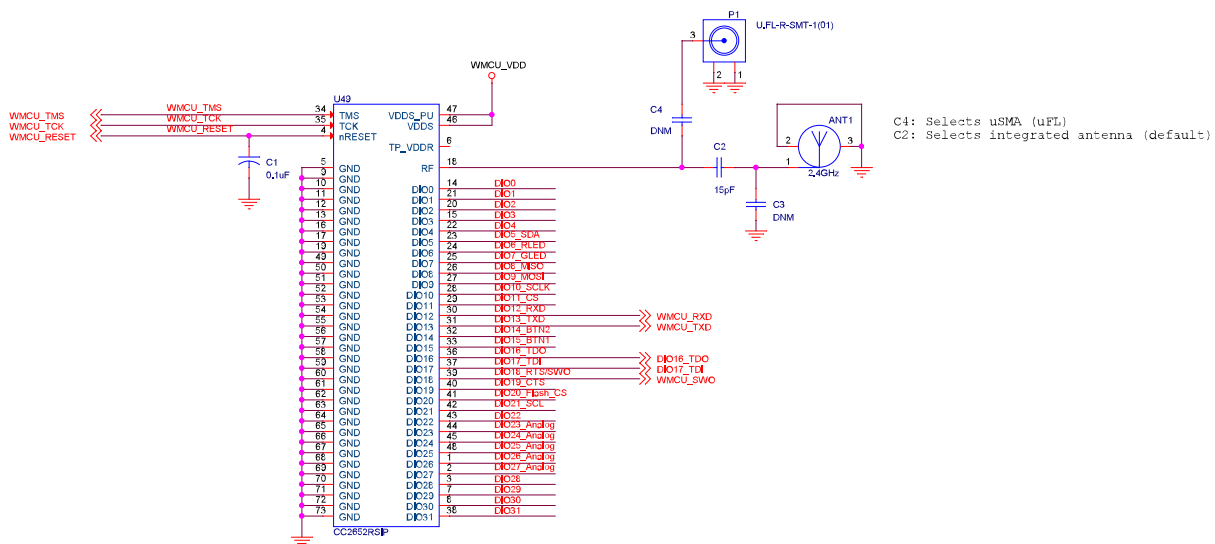 P1
U.FL-R-SMT-1(01)
3
2
1
WMCU_VDD
C4
DNM
ANT1
2
3
1
2.4GHz
C4: Selects uSMA (uFL)
C2: Selects integrated antenna (default)
C2
15pF
C3
DNM
U49
WMCU_TMS WMCU_TMS 34 TMS VDDS_PU 47
WMCU_TCK WMCU_TCK 35 TCK VDDS 46
WMCU_RESET WMCU_RESET 4 nRESET
TP_VDDR 6
C1
0.1uF
5 GND RF 18
9 GND
10 GND DIO0 14 DIO0
11 GND DIO1 21 DIO1
12 GND DIO2 20 DIO2
13 GND DIO3 15 DIO3
16 GND DIO4 22 DIO4
17 GND DIO5 23 DIO5_SDA
19 GND DIO6 24 DIO6_RLED
49 GND DIO7 25 DIO7_GLED
50 GND DIO8 26 DIO8_MISO
51 GND DIO9 27 DIO9_MOSI
52 GND DIO10 28 DIO10_SCLK
53 GND DIO11 29 DIO11_CS
54 GND DIO12 30 DIO12_RXD WMCU_RXD
55 GND DIO13 31 DIO13_TXD WMCU_TXD
56 GND DIO14 32 DIO14_BTN2
57 GND DIO15 33 DIO15_BTN1
58 GND DIO16 36 DIO16_TDO DIO16_TDO
59 GND DIO17 37 DIO17_TDI DIO17_TDI
60 GND DIO18 39 DIO18_RTS/SWO WMCU_SWO
61 GND DIO19 40 DIO19_CTS
62 GND DIO20 41 DIO20_Flash_CS
63 GND DIO21 42 DIO21_SCL
64 GND DIO22 43 DIO22
65 GND DIO23 44 DIO23_Analog
66 GND DIO24 45 DIO24_Analog
67 GND DIO25 48 DIO25_Analog
68 GND DIO26 1 DIO26_Analog
69 GND DIO27 2 DIO27_Analog
70 GND DIO28 3 DIO28
71 GND DIO29 7 DIO29
72 GND DIO30 8 DIO30
73 GND DIO31 38 DIO31
CC2652RSIP